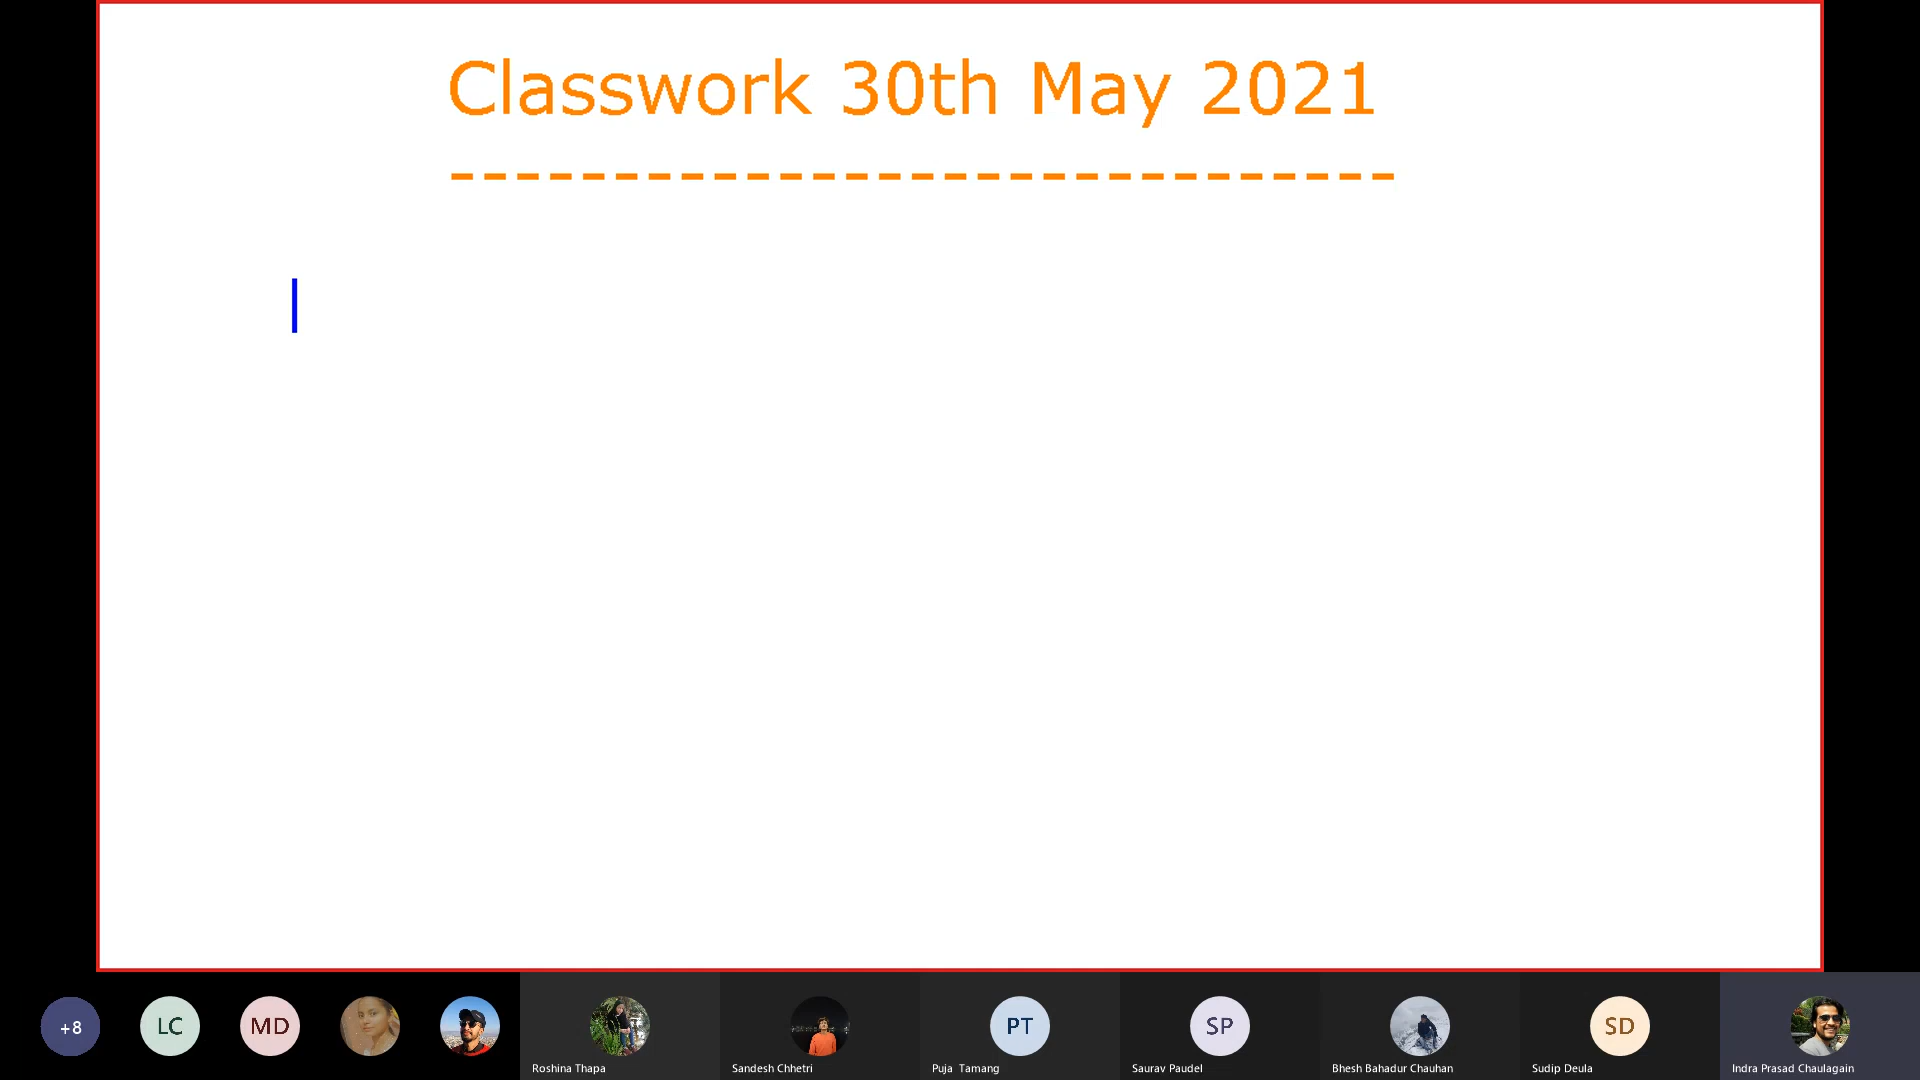 Classwork 30th May 2021
-----------------------------
+8
LC
MD
PT
SP
SD
Roshina Thapa
Sandesh Chhetri
Puja Tamang
Saurav Paudel
Bhesh Bahadur Chauhan
Sudip Deula
Indra Prasad Chaulagain